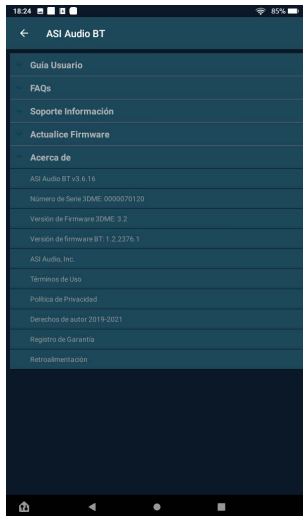 18:24
85%
ASI Audio BT
Guía Usuario
FAQs
Soporte Información
Actualice Firmware
Acerca de
ASI Audio BT v3.6.16
Número de Serie 3DME: 0000070120
Versión de Firmware 3DME: 3.2
Versión de firmware BT: 1.2.2376.1
ASI Audio, Inc.
Términos de Uso
Política de Privacidad
Derechos de autor 2019-2021
Registro de Garantía
Retroalimentación